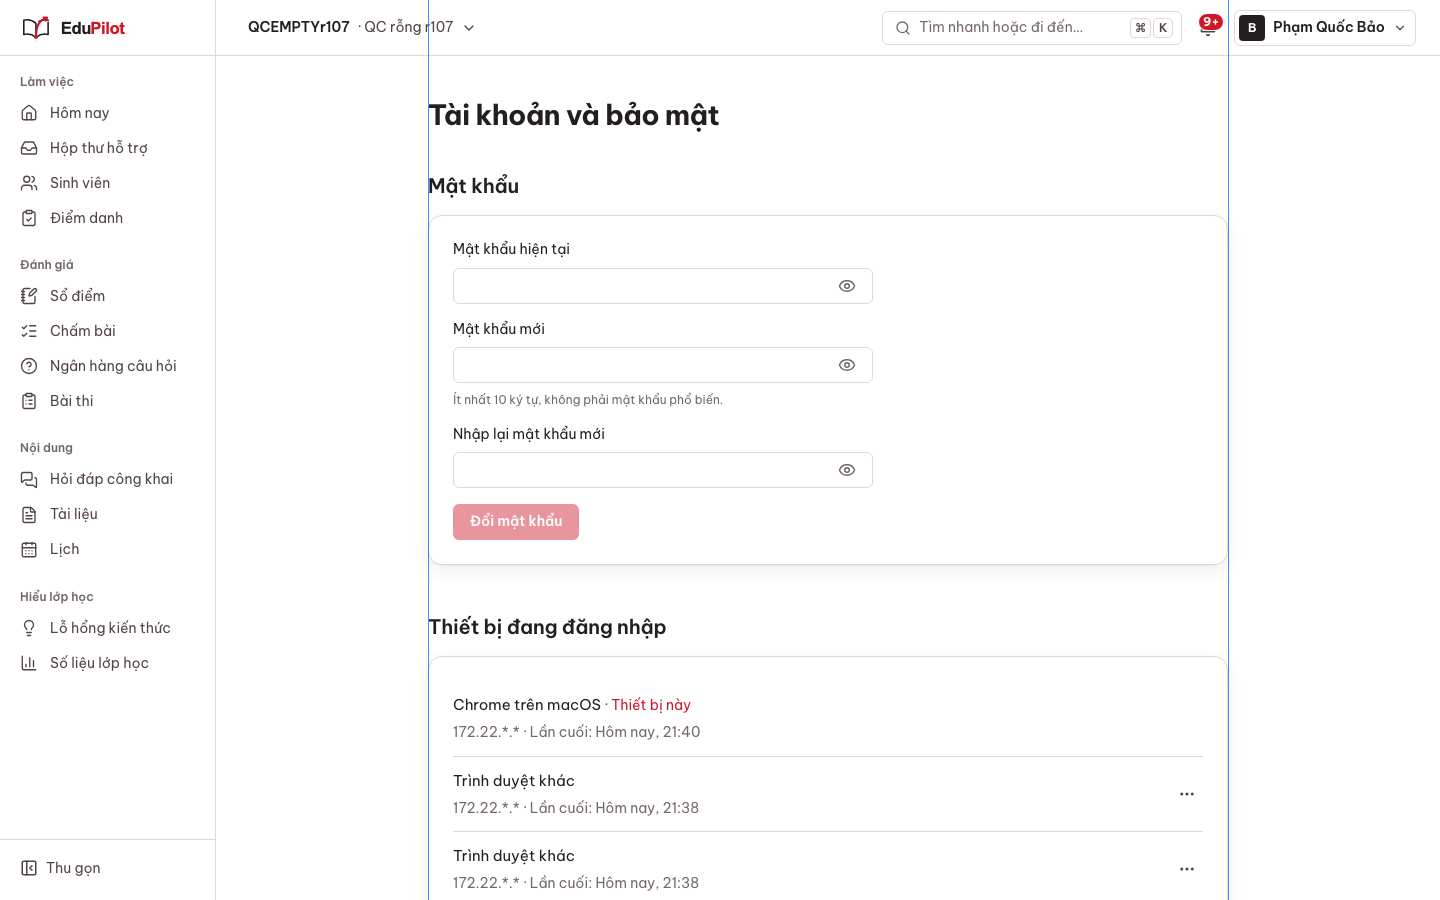 EduPilot
QCEMPTYr107 · QC rỗng r107
Tìm nhanh hoặc đi đến...
⌘ K
9+
B
Phạm Quốc Bảo
Làm việc
Hôm nay
Hộp thư hỗ trợ
Sinh viên
Điểm danh
Đánh giá
Sổ điểm
Chấm bài
Ngân hàng câu hỏi
Bài thi
Nội dung
Hỏi đáp công khai
Tài liệu
Lịch
Hiểu lớp học
Lỗ hổng kiến thức
Số liệu lớp học
Thu gọn
Tài khoản và bảo mật
Mật khẩu
Mật khẩu hiện tại
Mật khẩu mới
Ít nhất 10 ký tự, không phải mật khẩu phổ biến.
Nhập lại mật khẩu mới
Đổi mật khẩu
Thiết bị đang đăng nhập
Chrome trên macOS · Thiết bị này
172.22.*.* · Lần cuối: Hôm nay, 21:40
Trình duyệt khác
172.22.*.* · Lần cuối: Hôm nay, 21:38
Trình duyệt khác
172.22.*.* · Lần cuối: Hôm nay, 21:38